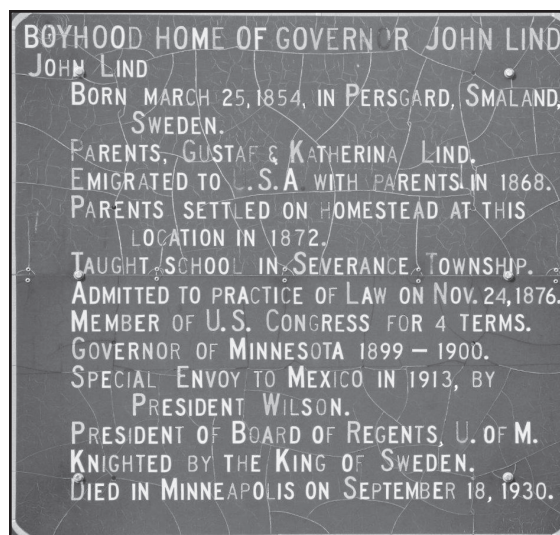 BOYHOOD HOME OF GOVERNOR JOHN LIND
JOHN LIND
BORN MARCH 25, 1854, IN PERSGARD, SMALAND,
SWEDEN.
PARENTS, GUSTAF & KATHERINA LIND.
EMIGRATED TO U.S.A. WITH PARENTS IN 1868.
PARENTS SETTLED ON HOMESTEAD AT THIS
LOCATION IN 1872.
TAUGHT SCHOOL IN SEVERANCE TOWNSHIP.
ADMITTED TO PRACTICE OF LAW ON NOV. 24, 1876.
MEMBER OF U.S. CONGRESS FOR 4 TERMS.
GOVERNOR OF MINNESOTA 1899 – 1900.
SPECIAL ENVOY TO MEXICO IN 1913, BY
PRESIDENT WILSON.
PRESIDENT OF BOARD OF REGENTS, U. OF M.
KNIGHTED BY THE KING OF SWEDEN.
DIED IN MINNEAPOLIS ON SEPTEMBER 18, 1930.